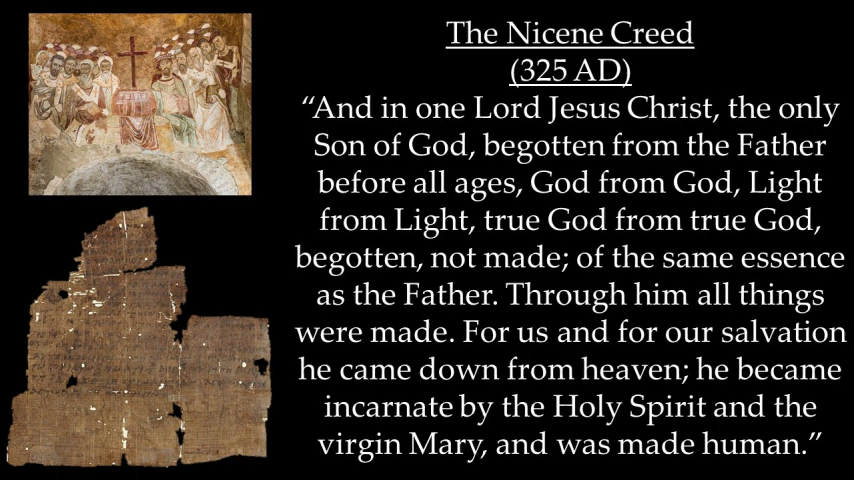 The Nicene Creed
(325 AD)
“And in one Lord Jesus Christ, the only
Son of God, begotten from the Father
before all ages, God from God, Light
from Light, true God from true God,
begotten, not made; of the same essence
as the Father. Through him all things
were made. For us and for our salvation
he came down from heaven; he became
incarnate by the Holy Spirit and the
virgin Mary, and was made human.”